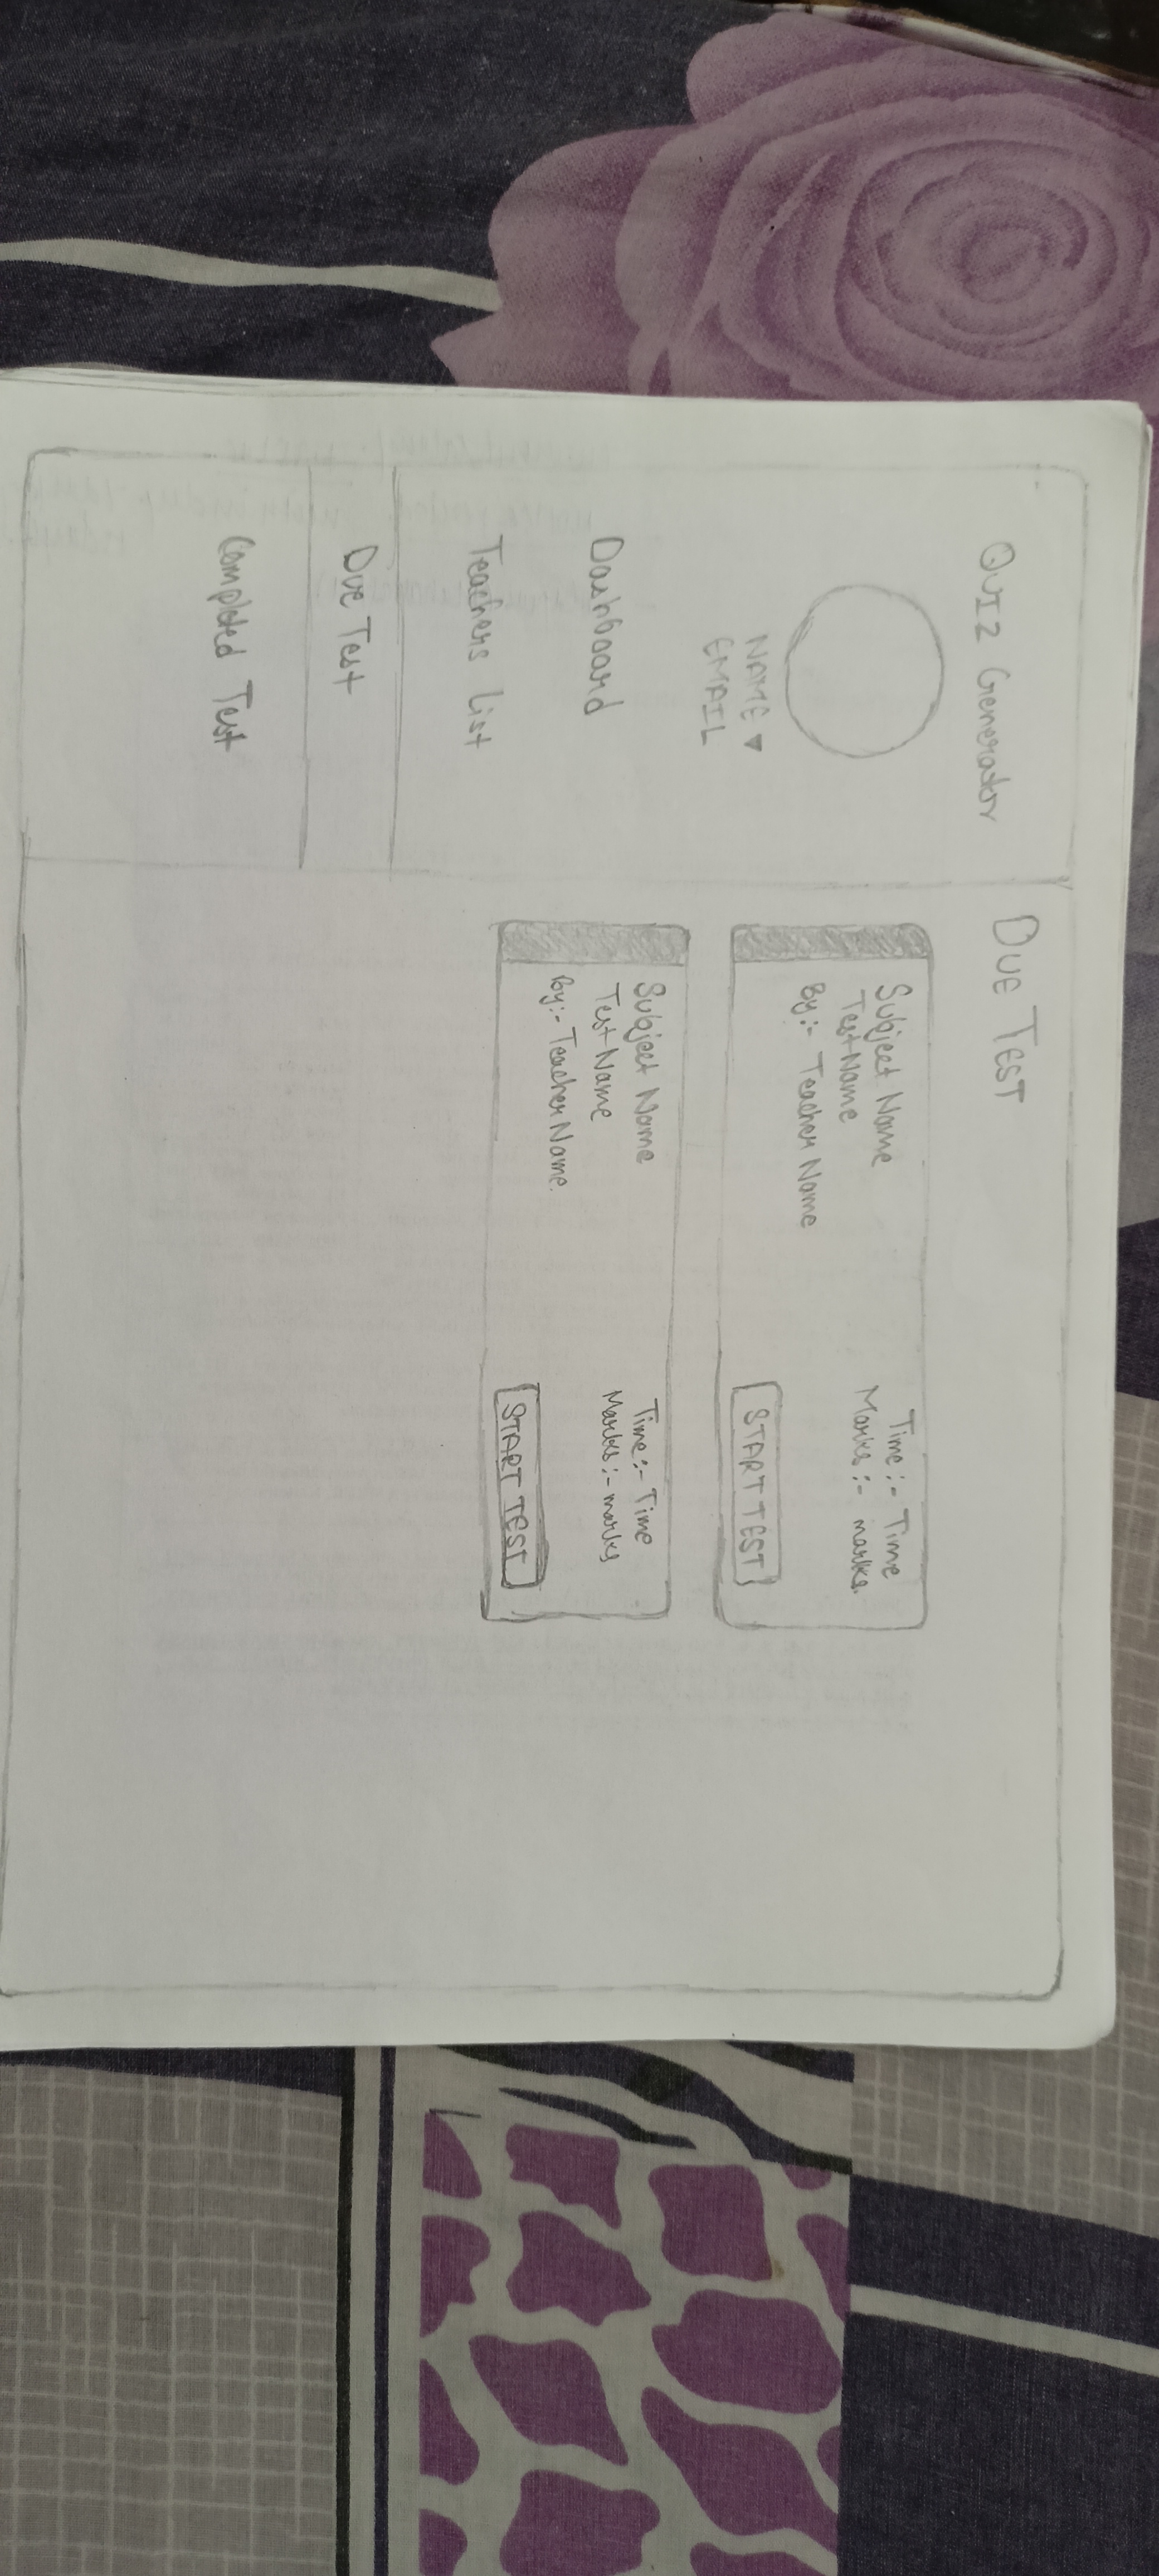 QUIZ Generator
NAME ▼
EMAIL
Dashboard
Teachers List
Due Test
Completed Test
DUE TEST
Subject Name
Test Name
By:- Teacher Name
Time:- Time
Marks:- marks.
START TEST
Subject Name
Test Name
By:- Teacher Name.
Time:- Time
Marks:- marks
START TEST